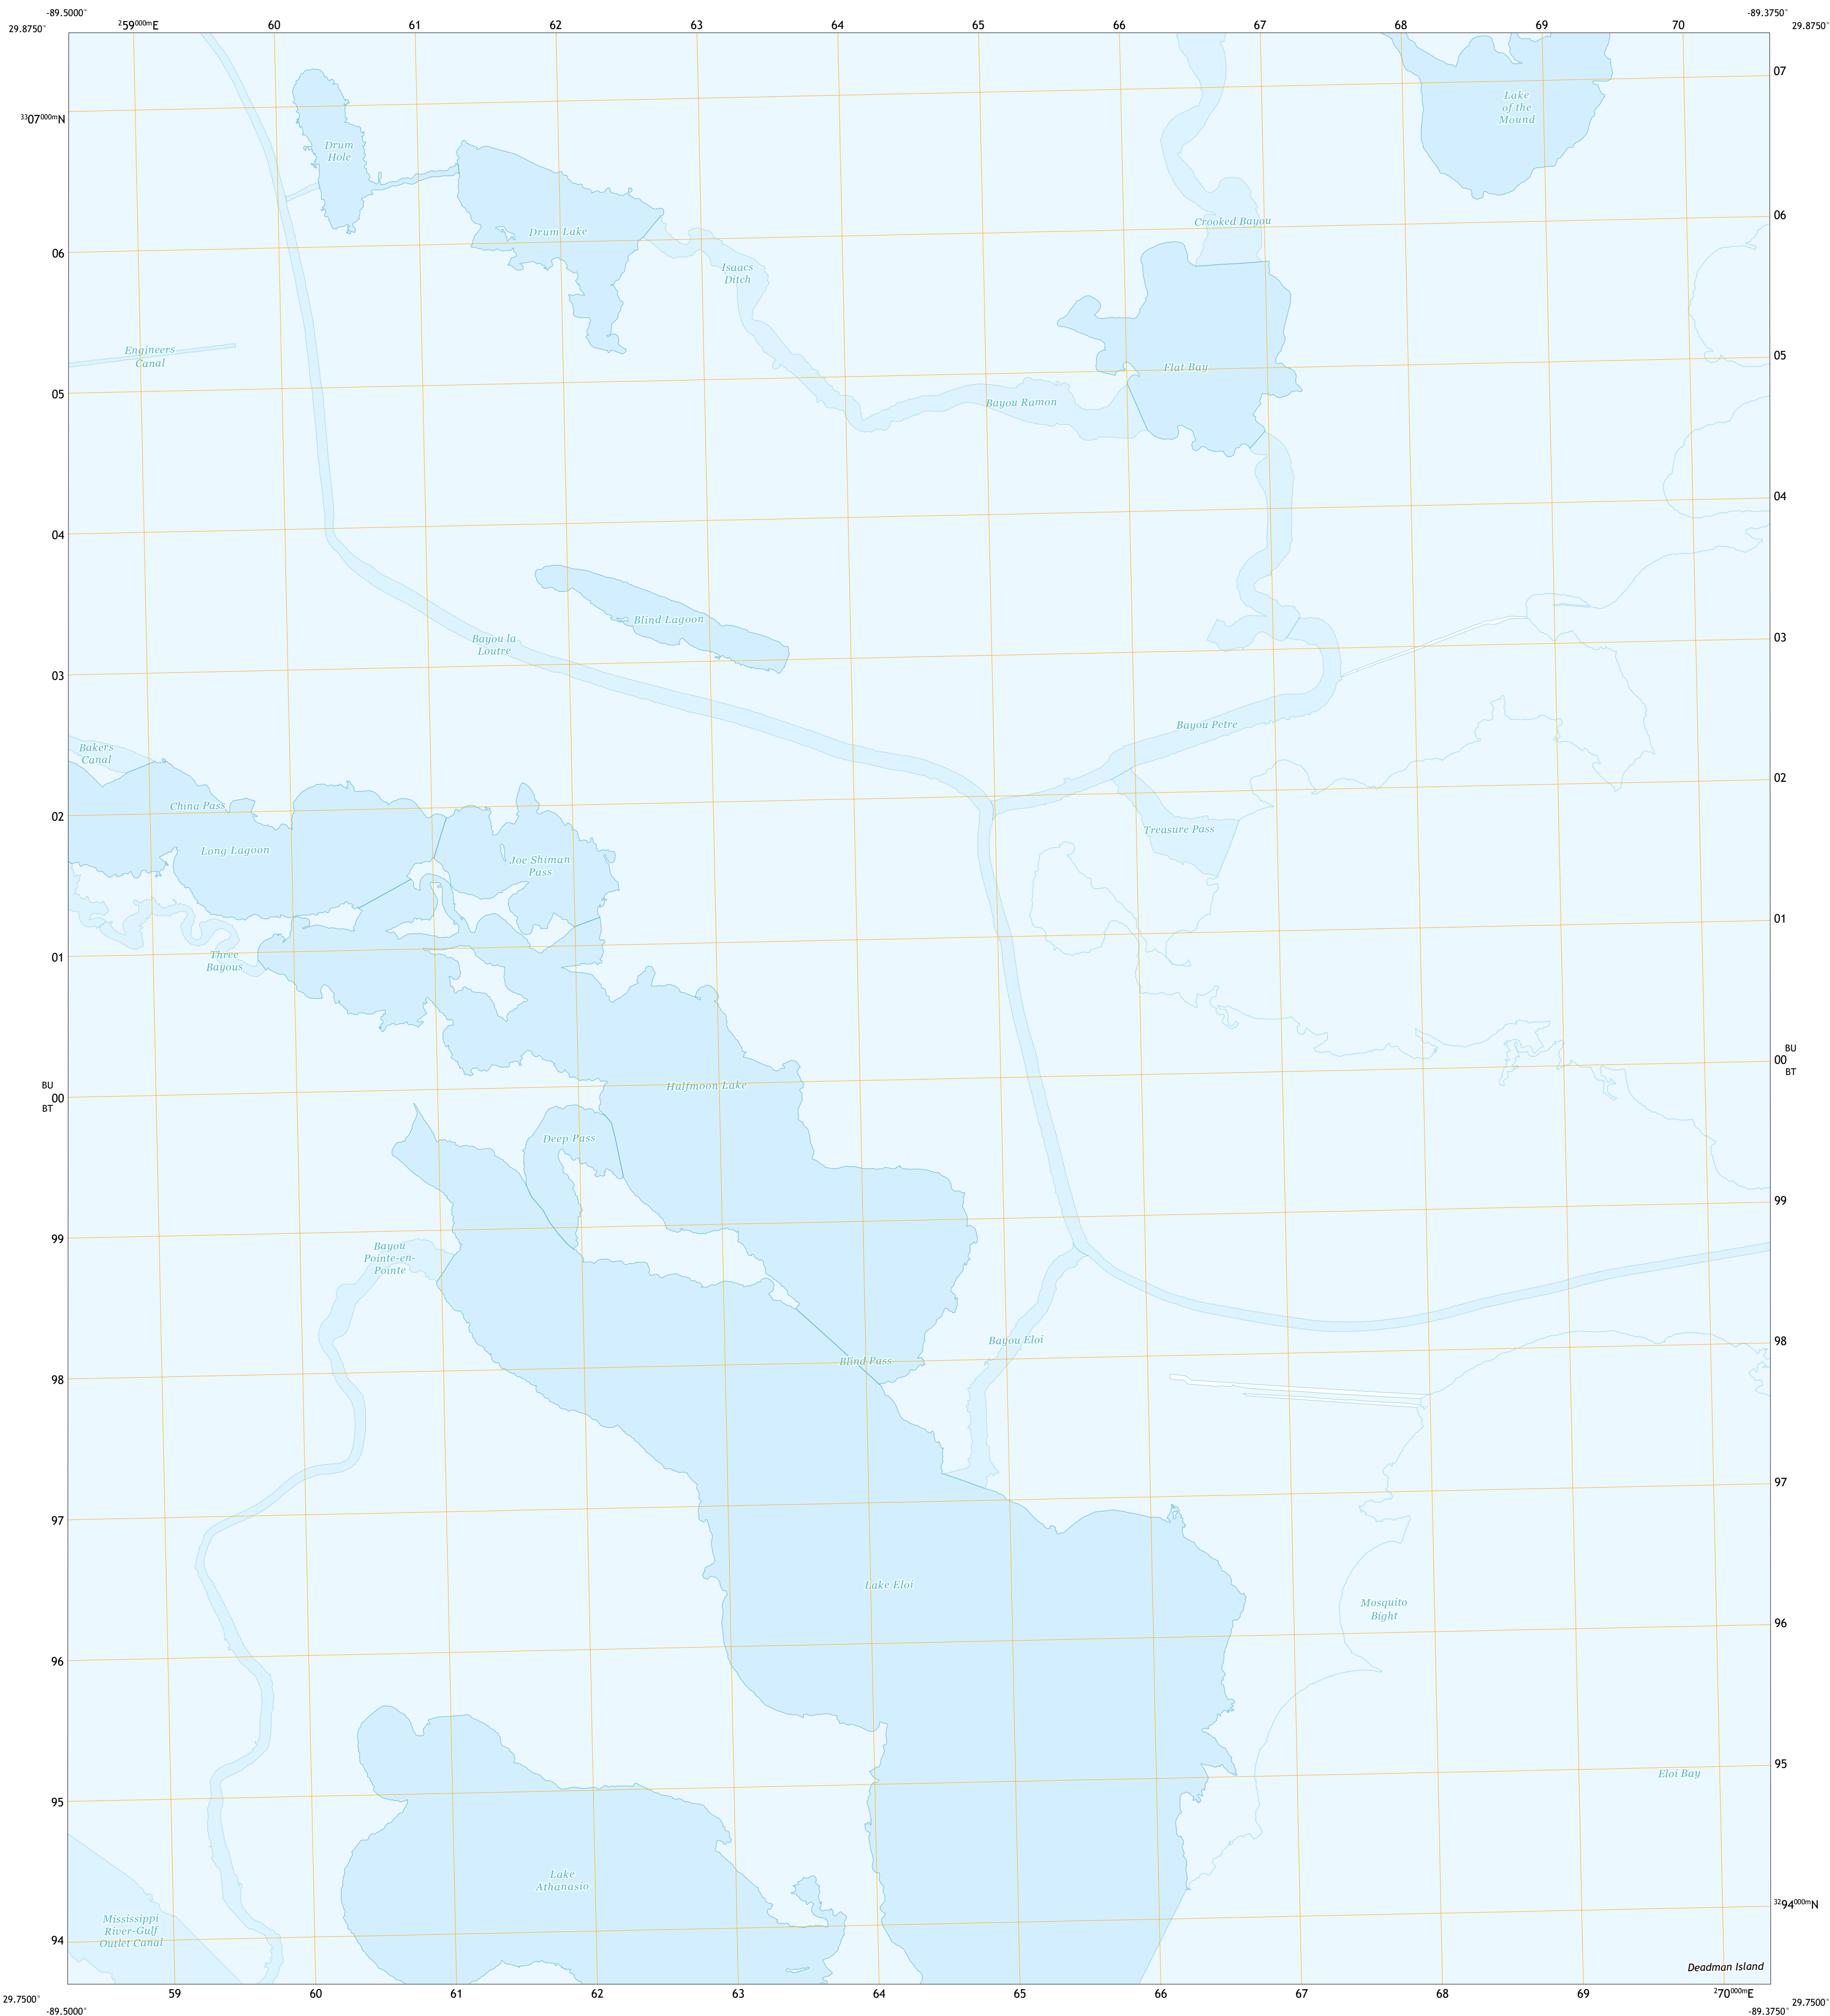 -89.5000°
-89.3750°
29.8750°
²59⁰⁰⁰ᵐE 60 61 62 63 64 65 66 67 68 69 70
29.8750°
07
³³07⁰⁰⁰ᵐN
Lake
of the
Mound
Drum
Hole
06
Crooked Bayou
Drum Lake
06
Isaacs
Ditch
Engineers
Canal
05
Flat Bay
05
Bayou Ramon
04
04
Blind Lagoon
Bayou la
Loutre
03
03
Bayou Petre
Bakers
Canal
02
China Pass
02
Treasure Pass
Long Lagoon
Joe Shiman
Pass
01
Three
Bayous
01
BU
00
BT
BU
00
BT
Halfmoon Lake
Deep Pass
99
99
Bayou
Pointe-en-
Pointe
Bayou Eloi
98
Blind Pass
98
97
97
Lake Eloi
Mosquito
Bight
96
96
95
Eloi Bay
95
Lake
Athanasio
³²94⁰⁰⁰ᵐN
Mississippi
River-Gulf
Outlet Canal
94
Deadman Island
29.7500°
59 60 61 62 63 64 65 66 67 68 69 ²70⁰⁰⁰ᵐE
29.7500°
-89.5000°
-89.3750°